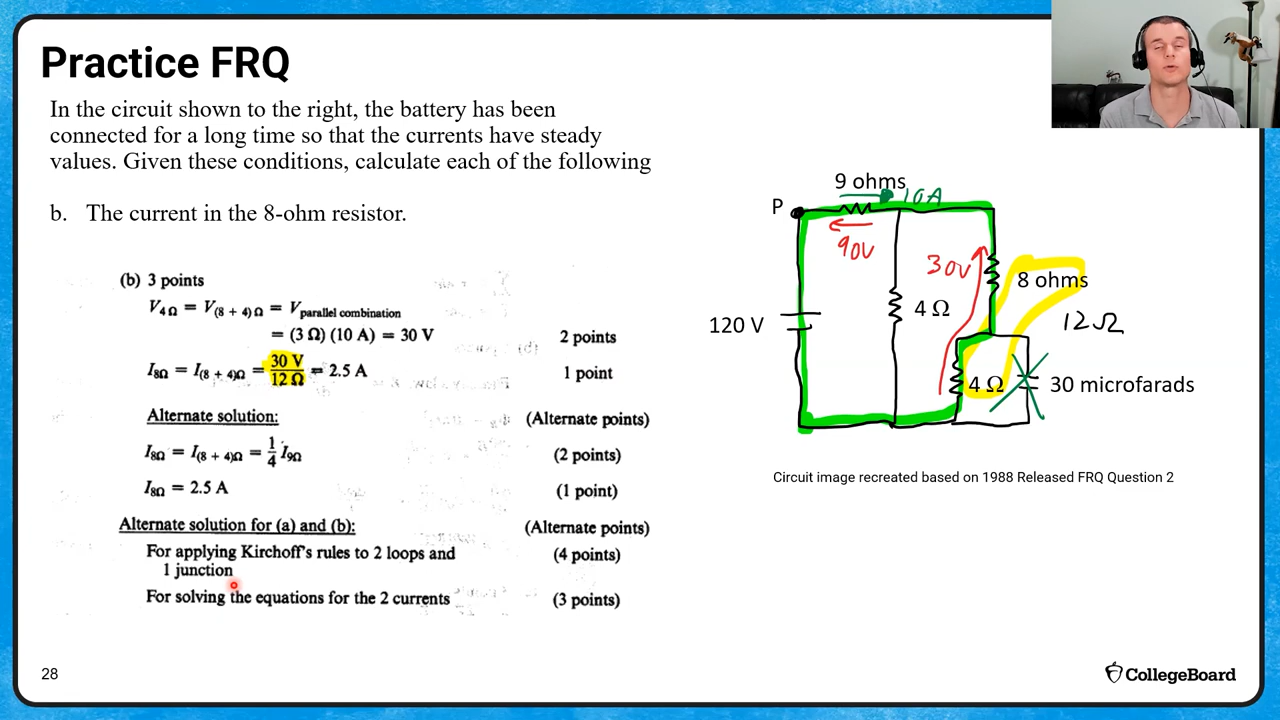 Practice FRQ
In the circuit shown to the right, the battery has been
connected for a long time so that the currents have steady
values. Given these conditions, calculate each of the following
b. The current in the 8-ohm resistor.
(b) 3 points
V4Ω = V(8 + 4)Ω = Vparallel combination
= (3 Ω) (10 A) = 30 V 2 points
I8Ω = I(8 + 4)Ω = 30 V / 12 Ω = 2.5 A 1 point
Alternate solution: (Alternate points)
I8Ω = I(8 + 4)Ω = 1/4 I9Ω (2 points)
I8Ω = 2.5 A (1 point)
Alternate solution for (a) and (b): (Alternate points)
For applying Kirchoff's rules to 2 loops and (4 points)
1 junction
For solving the equations for the 2 currents (3 points)
9 ohms
10A
P
90V
30V
8 ohms
4 Ω
12Ω
120 V
4 Ω
30 microfarads
Circuit image recreated based on 1988 Released FRQ Question 2
28
CollegeBoard